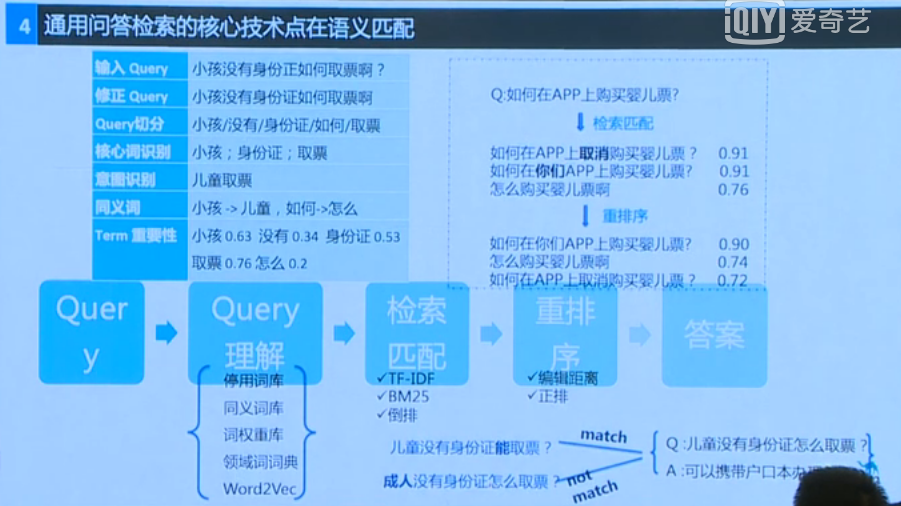 4 通用问答检索的核心技术点在语义匹配
iQIYI 爱奇艺
输入 Query 小孩没有身份正如何取票啊？
修正 Query 小孩没有身份证如何取票啊
Query切分 小孩/没有/身份证/如何/取票
核心词识别 小孩；身份证；取票
意图识别 儿童取票
同义词 小孩 -> 儿童，如何->怎么
Term 重要性 小孩 0.63 没有 0.34 身份证 0.53
取票 0.76 怎么 0.2
Q:如何在APP上购买婴儿票?
检索匹配
如何在APP上取消购买婴儿票？ 0.91
如何在你们APP上购买婴儿票? 0.91
怎么购买婴儿票啊 0.76
重排序
如何在你们APP上购买婴儿票? 0.90
怎么购买婴儿票啊 0.74
如何在APP上取消购买婴儿票？ 0.72
Quer
y
Query
理解
检索
匹配
重排
序
答案
停用词库
同义词库
词权重库
领域词词典
Word2Vec
✓TF-IDF
✓BM25
✓倒排
✓编辑距离
✓正排
儿童没有身份证能取票？
match
成人没有身份证怎么取票？
not
match
Q :儿童没有身份证怎么取票？
A :可以携带户口本办